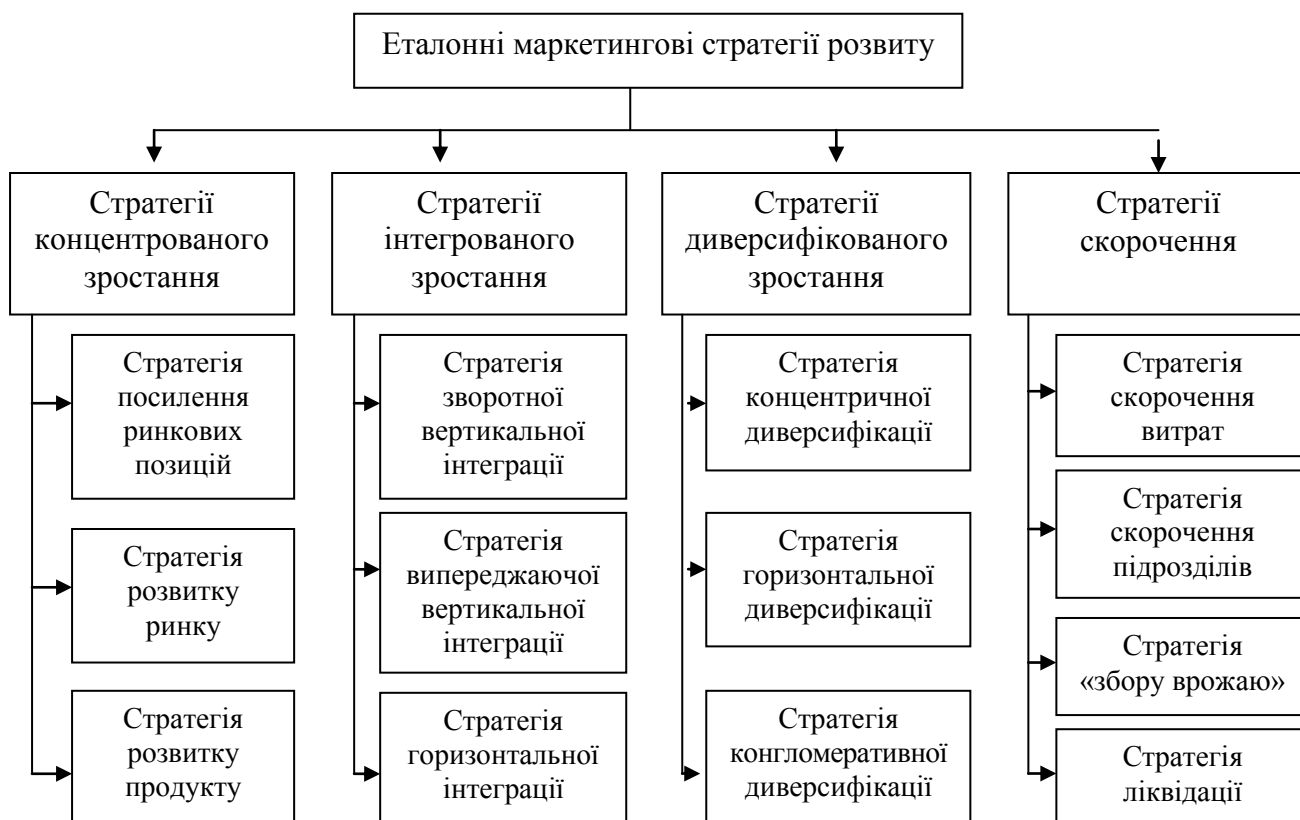 Еталонні маркетингові стратегії розвиту
Стратегії
концентрованого
зростання
Стратегія
посилення
ринкових
позицій
Стратегія
розвитку
ринку
Стратегія
розвитку
продукту
Стратегії
інтегрованого
зростання
Стратегія
зворотної
вертикальної
інтеграції
Стратегія
випереджаючої
вертикальної
інтеграції
Стратегія
горизонтальної
інтеграції
Стратегії
диверсифікованого
зростання
Стратегія
концентричної
диверсифікації
Стратегія
горизонтальної
диверсифікації
Стратегія
конгломеративної
диверсифікації
Стратегії
скорочення
Стратегія
скорочення
витрат
Стратегія
скорочення
підрозділів
Стратегія
«збору врожаю»
Стратегія
ліквідації